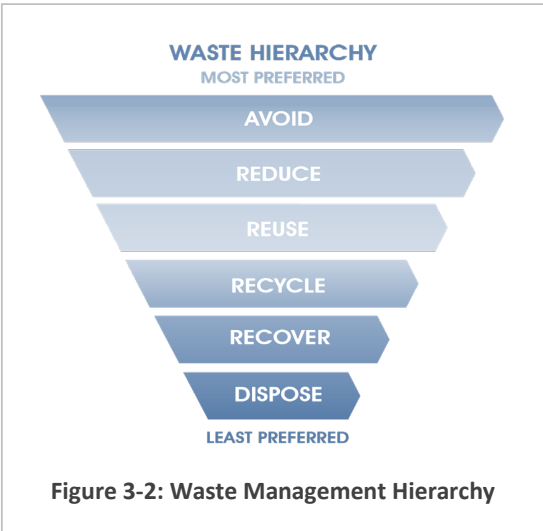 WASTE HIERARCHY
MOST PREFERRED
AVOID
REDUCE
REUSE
RECYCLE
RECOVER
DISPOSE
LEAST PREFERRED
Figure 3-2: Waste Management Hierarchy